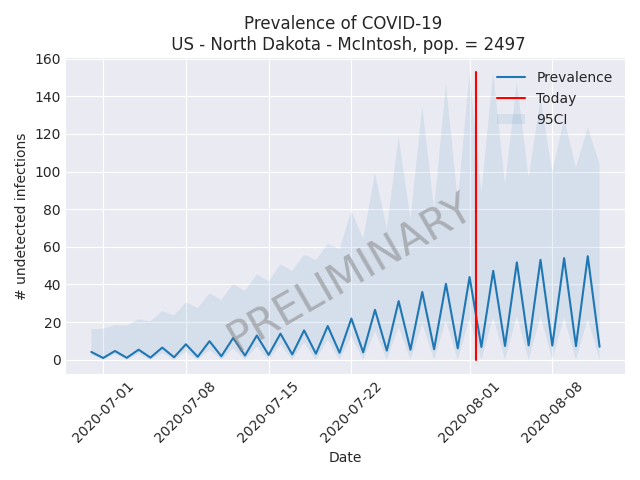 Prevalence of COVID-19
US - North Dakota - McIntosh, pop. = 2497
160
140
120
100
80
60
40
20
0
# undetected infections
Prevalence
Today
95CI
PRELIMINARY
2020-07-01
2020-07-08
2020-07-15
2020-07-22
2020-08-01
2020-08-08
Date